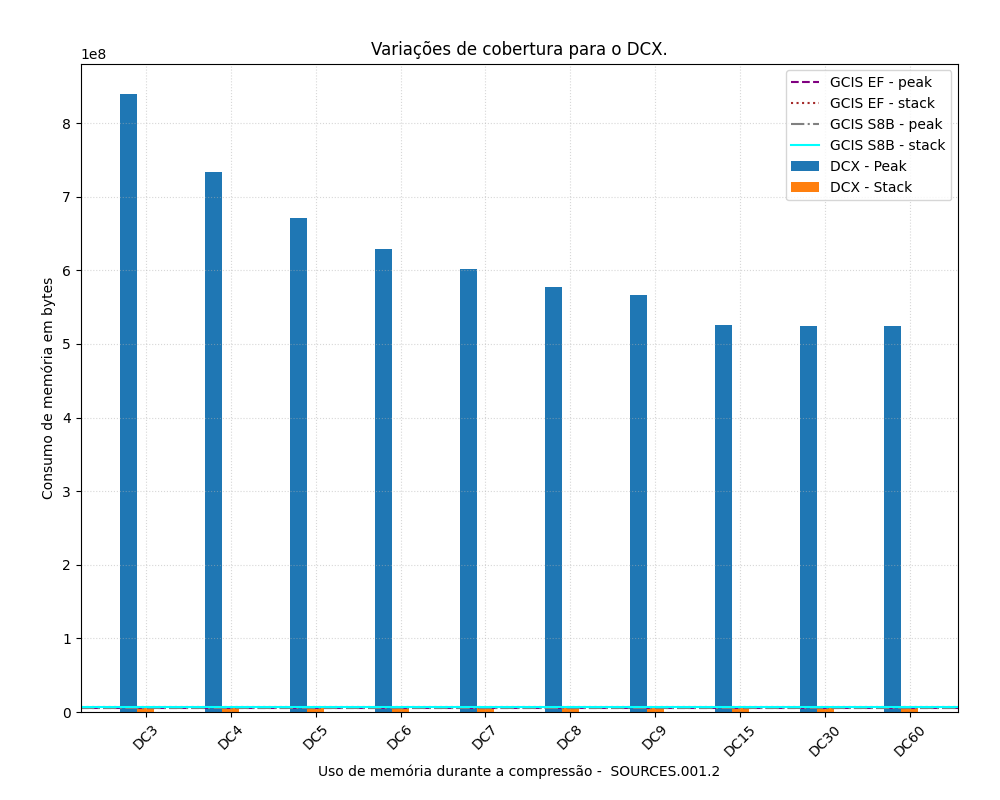 Variações de cobertura para o DCX.
1e8
GCIS EF - peak
GCIS EF - stack
GCIS S8B - peak
GCIS S8B - stack
DCX - Peak
DCX - Stack
8
7
6
5
4
3
2
1
0
Consumo de memória em bytes
DC3
DC4
DC5
DC6
DC7
DC8
DC9
DC15
DC30
DC60
Uso de memória durante a compressão -  SOURCES.001.2